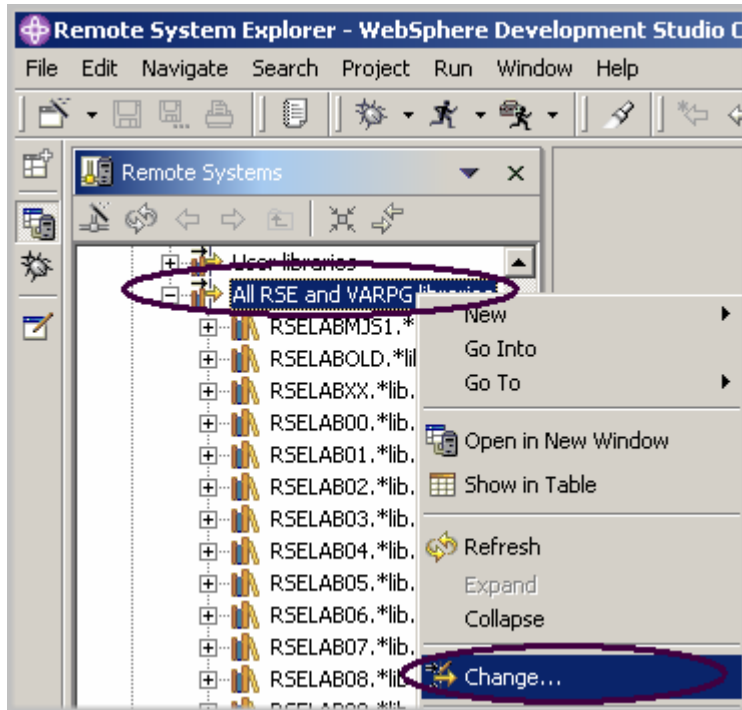 Remote System Explorer - WebSphere Development Studio C
File Edit Navigate Search Project Run Window Help
Remote Systems
User libraries
All RSE and VARPG libraries
RSELABMJS1.*
RSELABOLD.*lib
RSELABXX.*lib.
RSELAB00.*lib.
RSELAB01.*lib.
RSELAB02.*lib.
RSELAB03.*lib.
RSELAB04.*lib.
RSELAB05.*lib.
RSELAB06.*lib.
RSELAB07.*lib.
RSELAB08.*lib
New
Go Into
Go To
Open in New Window
Show in Table
Refresh
Expand
Collapse
Change...